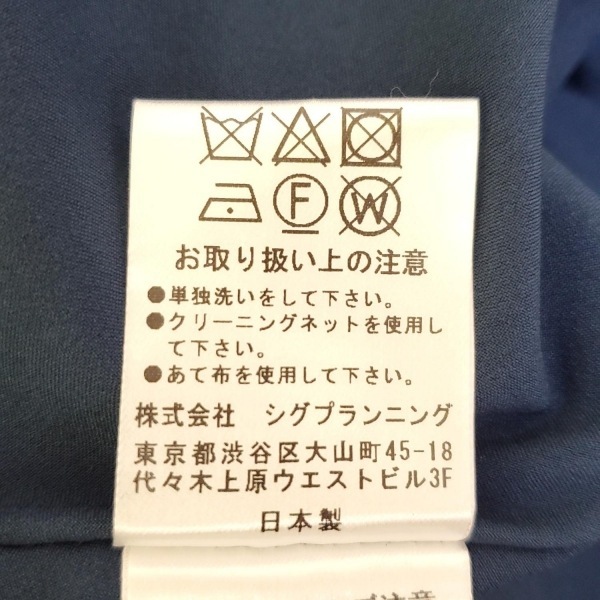 F W
お取り扱い上の注意
●単独洗いをして下さい。
●クリーニングネットを使用し
て下さい。
●あて布を使用して下さい。
株式会社 シグプランニング
東京都渋谷区大山町45-18
代々木上原ウエストビル3F
日本製
注意